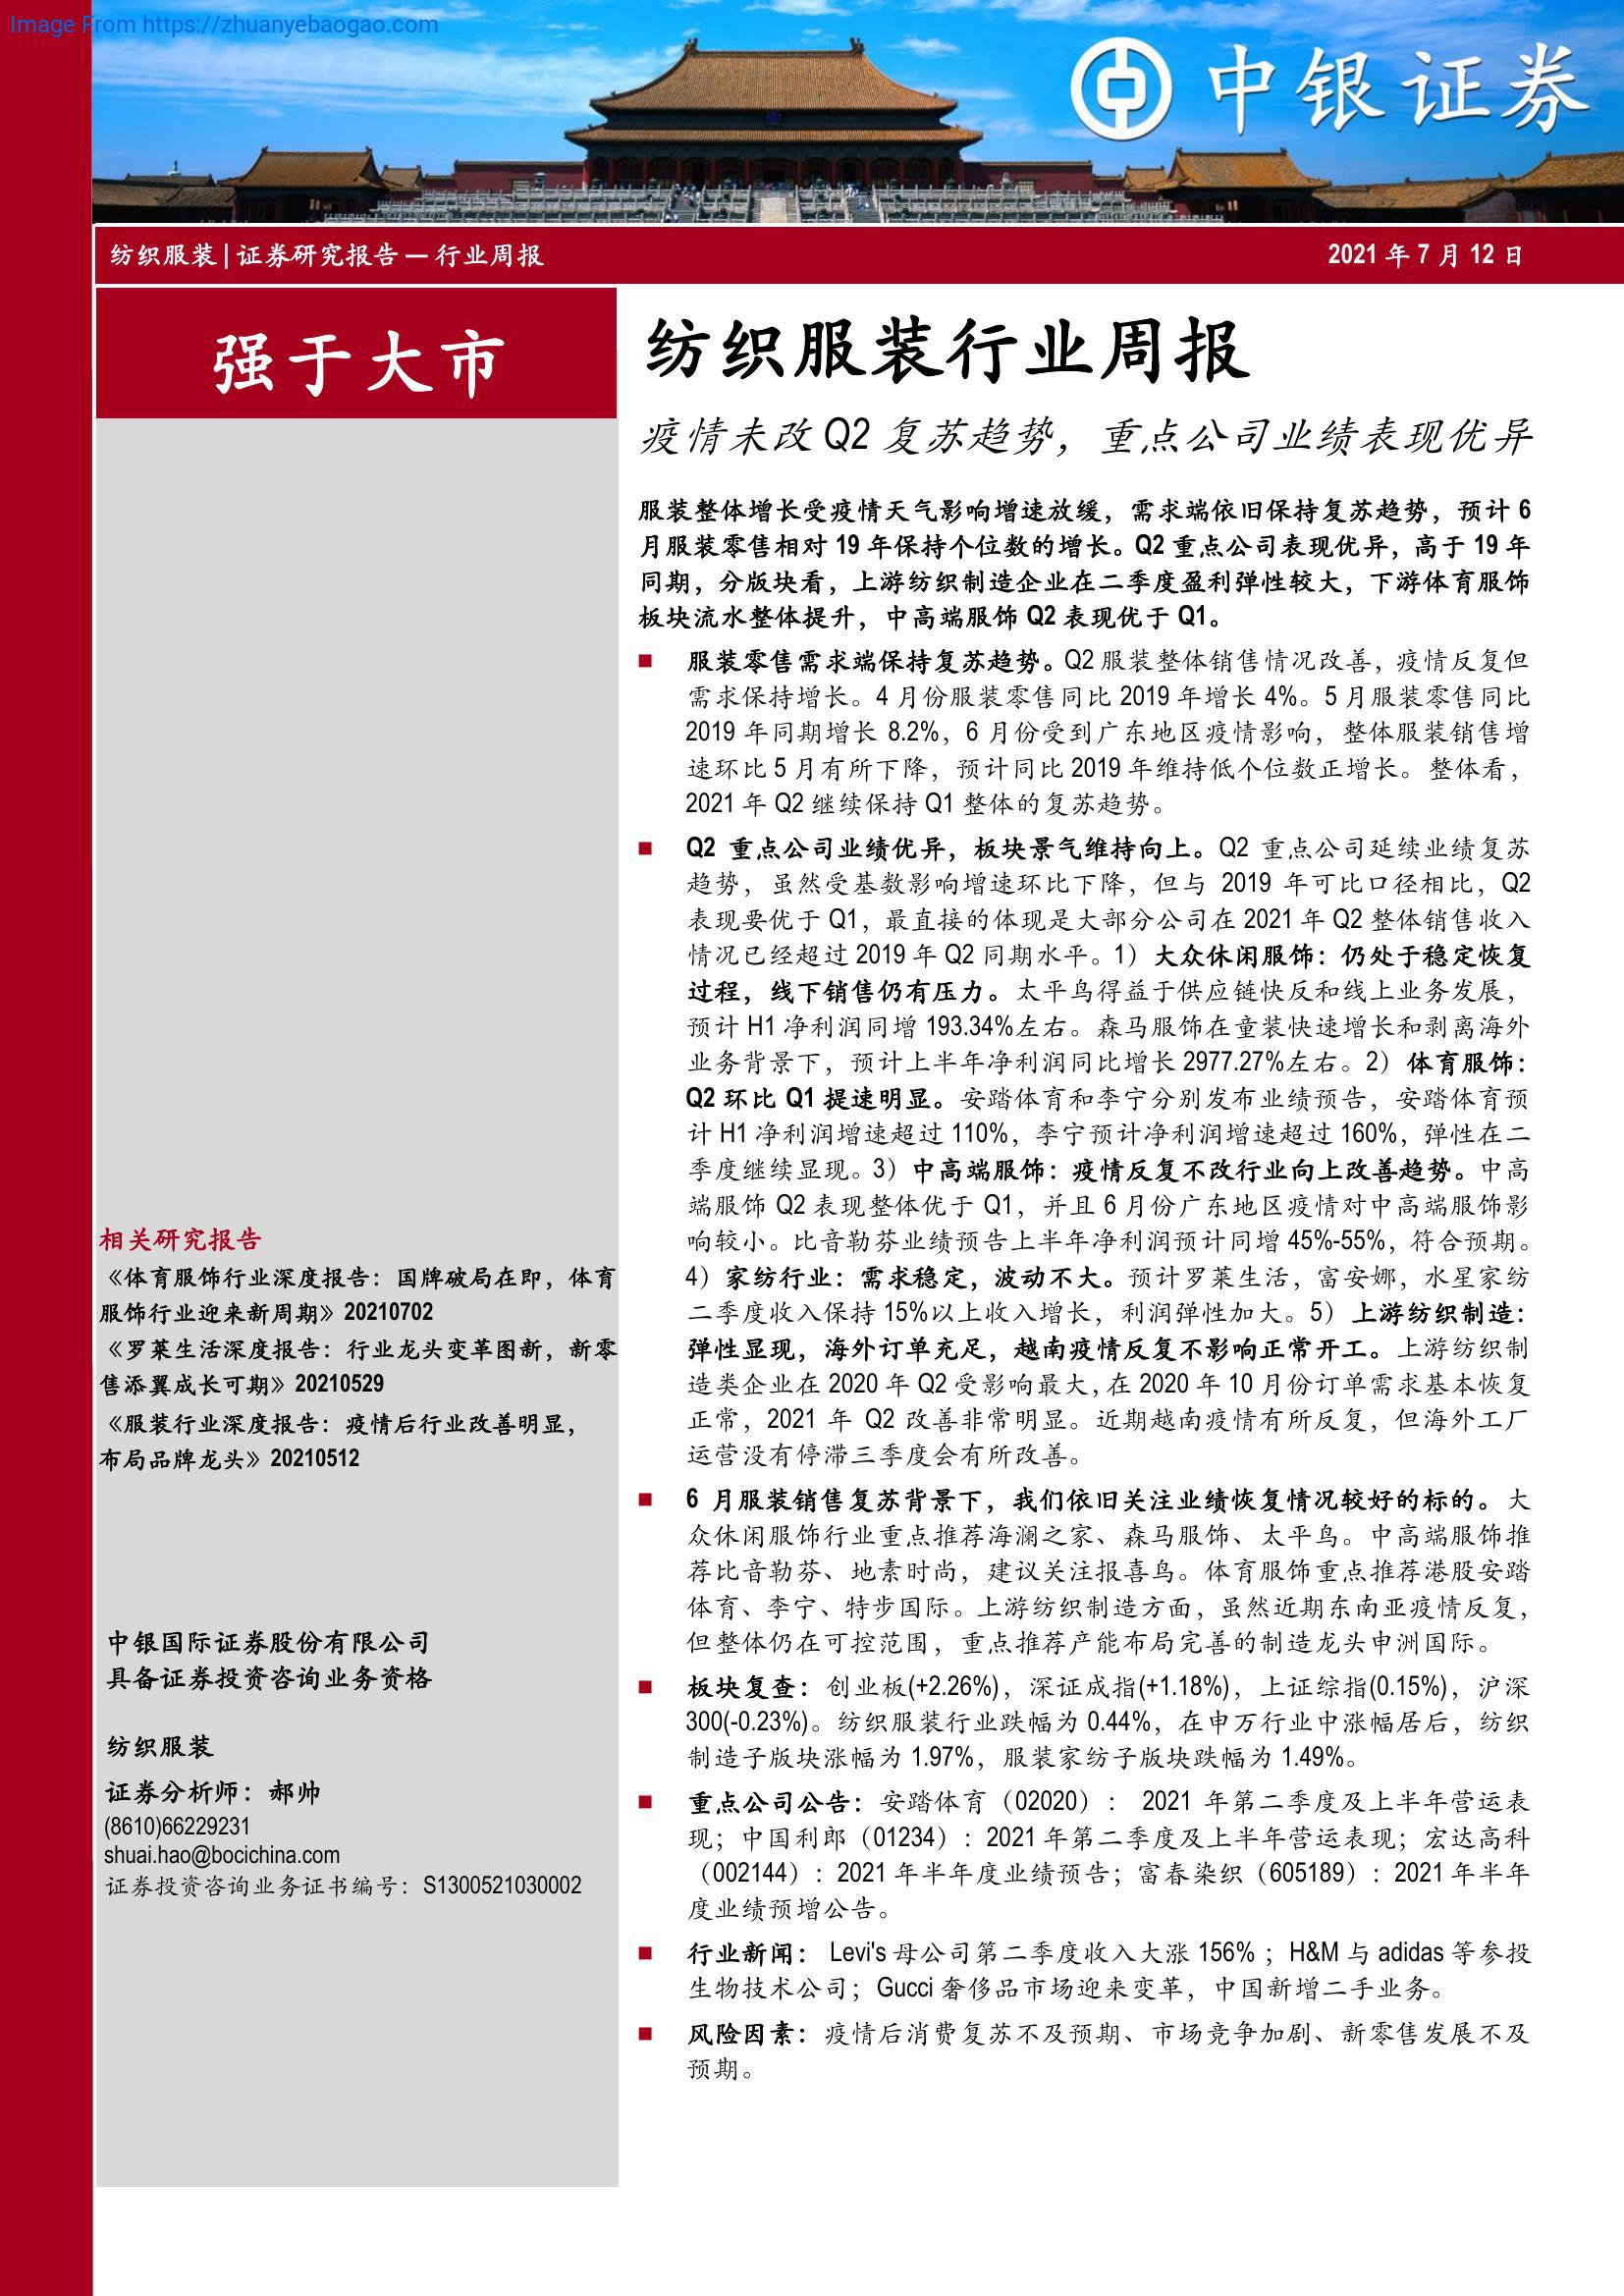 Image From https://zhuanyebaogao.com
中银证券
纺织服装 | 证券研究报告 — 行业周报
2021 年 7 月 12 日
强于大市
相关研究报告
《体育服饰行业深度报告：国牌破局在即，体育
服饰行业迎来新周期》20210702
《罗莱生活深度报告：行业龙头变革图新，新零
售添翼成长可期》20210529
《服装行业深度报告：疫情后行业改善明显，
布局品牌龙头》20210512
中银国际证券股份有限公司
具备证券投资咨询业务资格
纺织服装
证券分析师：郝帅
(8610)66229231
shuai.hao@bocichina.com
证券投资咨询业务证书编号：S1300521030002
纺织服装行业周报
疫情未改 Q2 复苏趋势，重点公司业绩表现优异
服装整体增长受疫情天气影响增速放缓，需求端依旧保持复苏趋势，预计 6
月服装零售相对 19 年保持个位数的增长。Q2 重点公司表现优异，高于 19 年
同期，分版块看，上游纺织制造企业在二季度盈利弹性较大，下游体育服饰
板块流水整体提升，中高端服饰 Q2 表现优于 Q1。
■ 服装零售需求端保持复苏趋势。Q2 服装整体销售情况改善，疫情反复但
需求保持增长。4 月份服装零售同比 2019 年增长 4%。5 月服装零售同比
2019 年同期增长 8.2%，6 月份受到广东地区疫情影响，整体服装销售增
速环比 5 月有所下降，预计同比 2019 年维持低个位数正增长。整体看，
2021 年 Q2 继续保持 Q1 整体的复苏趋势。
■ Q2 重点公司业绩优异，板块景气维持向上。Q2 重点公司延续业绩复苏
趋势，虽然受基数影响增速环比下降，但与 2019 年可比口径相比，Q2
表现要优于 Q1，最直接的体现是大部分公司在 2021 年 Q2 整体销售收入
情况已经超过 2019 年 Q2 同期水平。1）大众休闲服饰：仍处于稳定恢复
过程，线下销售仍有压力。太平鸟得益于供应链快反和线上业务发展，
预计 H1 净利润同增 193.34%左右。森马服饰在童装快速增长和剥离海外
业务背景下，预计上半年净利润同比增长 2977.27%左右。2）体育服饰：
Q2 环比 Q1 提速明显。安踏体育和李宁分别发布业绩预告，安踏体育预
计 H1 净利润增速超过 110%，李宁预计净利润增速超过 160%，弹性在二
季度继续显现。3）中高端服饰：疫情反复不改行业向上改善趋势。中高
端服饰 Q2 表现整体优于 Q1，并且 6 月份广东地区疫情对中高端服饰影
响较小。比音勒芬业绩预告上半年净利润预计同增 45%-55%，符合预期。
4）家纺行业：需求稳定，波动不大。预计罗莱生活，富安娜，水星家纺
二季度收入保持 15%以上收入增长，利润弹性加大。5）上游纺织制造：
弹性显现，海外订单充足，越南疫情反复不影响正常开工。上游纺织制
造类企业在 2020 年 Q2 受影响最大，在 2020 年 10 月份订单需求基本恢复
正常，2021 年 Q2 改善非常明显。近期越南疫情有所反复，但海外工厂
运营没有停滞三季度会有所改善。
■ 6 月服装销售复苏背景下，我们依旧关注业绩恢复情况较好的标的。大
众休闲服饰行业重点推荐海澜之家、森马服饰、太平鸟。中高端服饰推
荐比音勒芬、地素时尚，建议关注报喜鸟。体育服饰重点推荐港股安踏
体育、李宁、特步国际。上游纺织制造方面，虽然近期东南亚疫情反复，
但整体仍在可控范围，重点推荐产能布局完善的制造龙头申洲国际。
■ 板块复查：创业板(+2.26%)，深证成指(+1.18%)，上证综指(0.15%)，沪深
300(-0.23%)。纺织服装行业跌幅为 0.44%，在申万行业中涨幅居后，纺织
制造子版块涨幅为 1.97%，服装家纺子版块跌幅为 1.49%。
■ 重点公司公告：安踏体育（02020）： 2021 年第二季度及上半年营运表
现；中国利郎（01234）：2021 年第二季度及上半年营运表现；宏达高科
（002144）：2021 年半年度业绩预告；富春染织（605189）：2021 年半年
度业绩预增公告。
■ 行业新闻： Levi's 母公司第二季度收入大涨 156% ；H&M 与 adidas 等参投
生物技术公司；Gucci 奢侈品市场迎来变革，中国新增二手业务。
■ 风险因素：疫情后消费复苏不及预期、市场竞争加剧、新零售发展不及
预期。